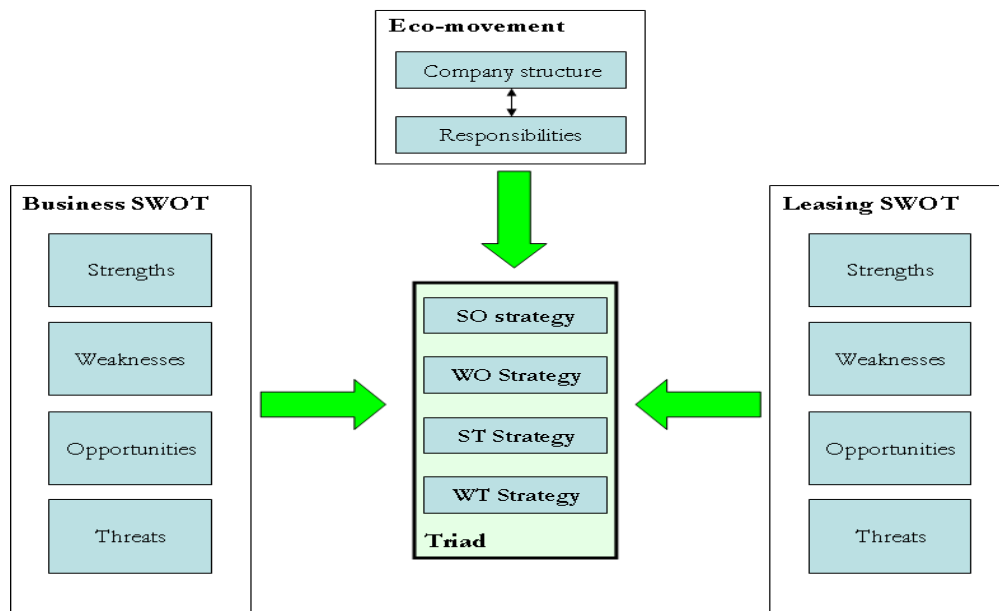 Eco-movement
Company structure
Responsibilities
Business SWOT
Strengths
Weaknesses
Opportunities
Threats
SO strategy
WO Strategy
ST Strategy
WT Strategy
Triad
Leasing SWOT
Strengths
Weaknesses
Opportunities
Threats